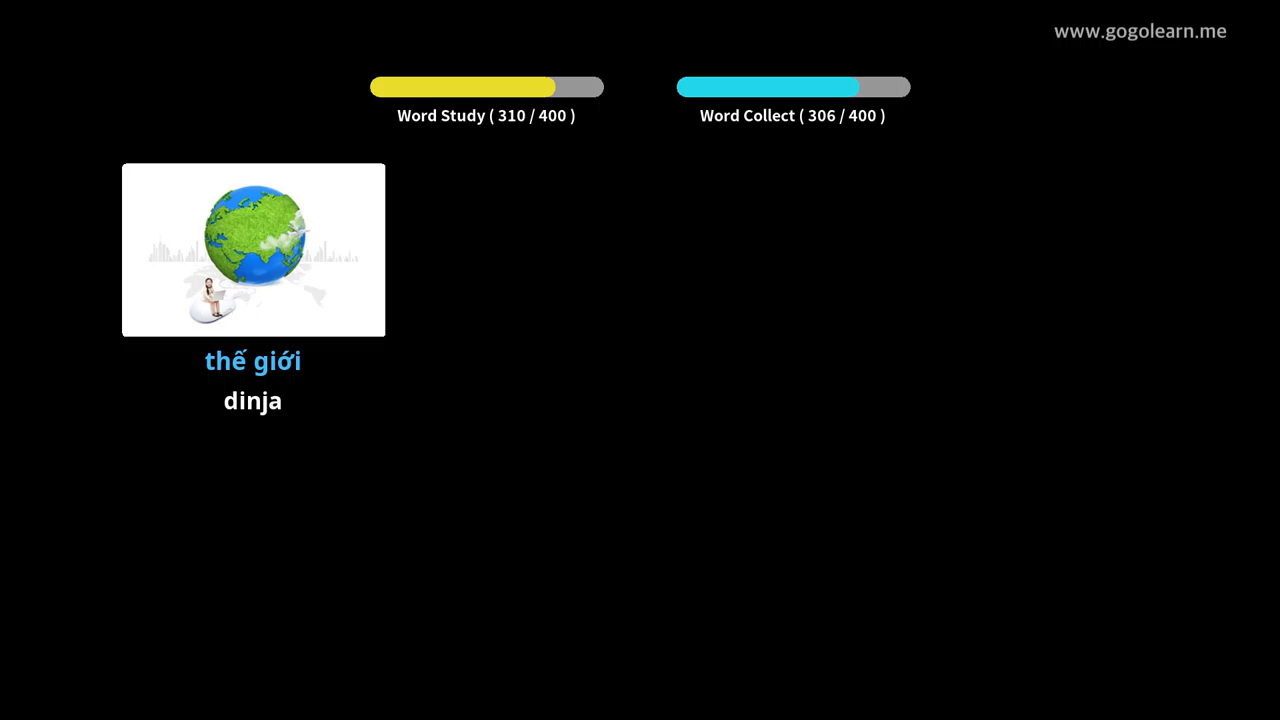 www.gogolearn.me
Word Study ( 310 / 400 )
Word Collect ( 306 / 400 )
thế giới
dinja